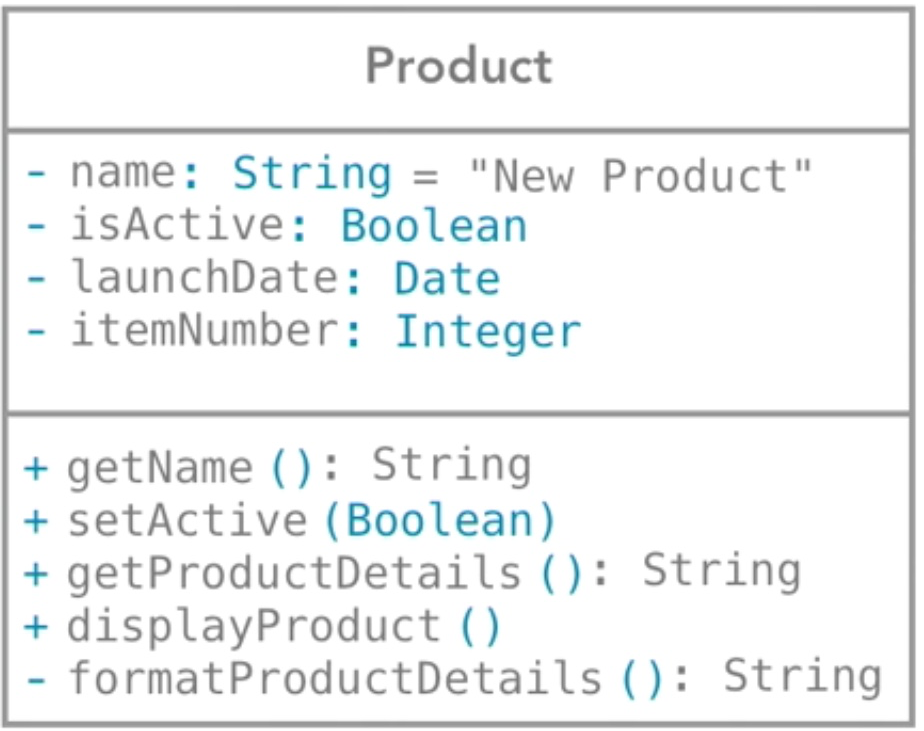 Product
- name: String = "New Product"
- isActive: Boolean
- launchDate: Date
- itemNumber: Integer
+ getName (): String
+ setActive (Boolean)
+ getProductDetails (): String
+ displayProduct ()
- formatProductDetails (): String